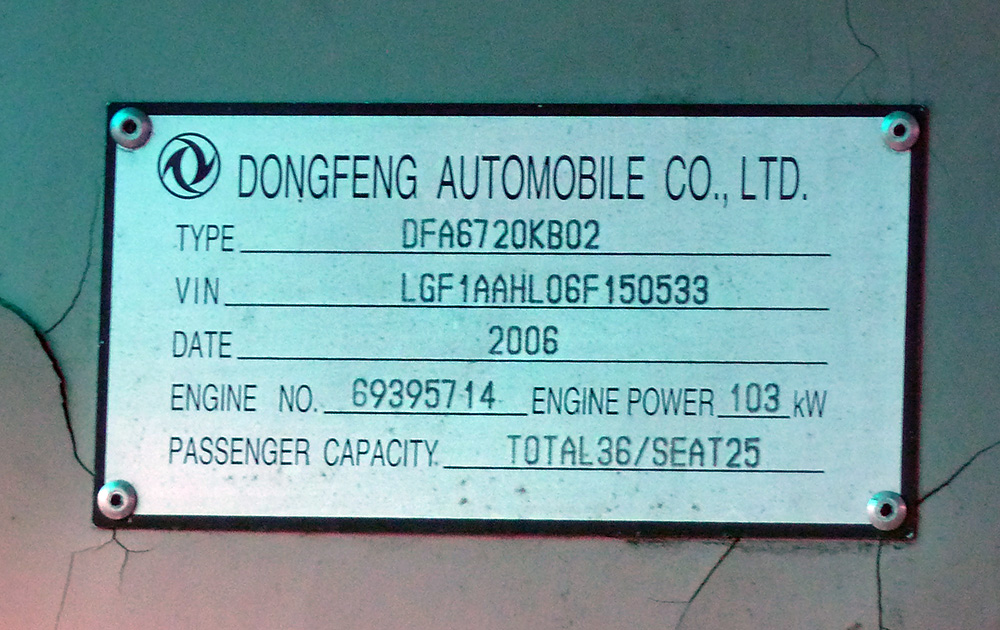 DONGFENG AUTOMOBILE CO., LTD.
TYPE DFA6720KB02
VIN LGF1AAHL06F150533
DATE 2006
ENGINE NO. 69395714 ENGINE POWER 103 kW
PASSENGER CAPACITY TOTAL36/SEAT25